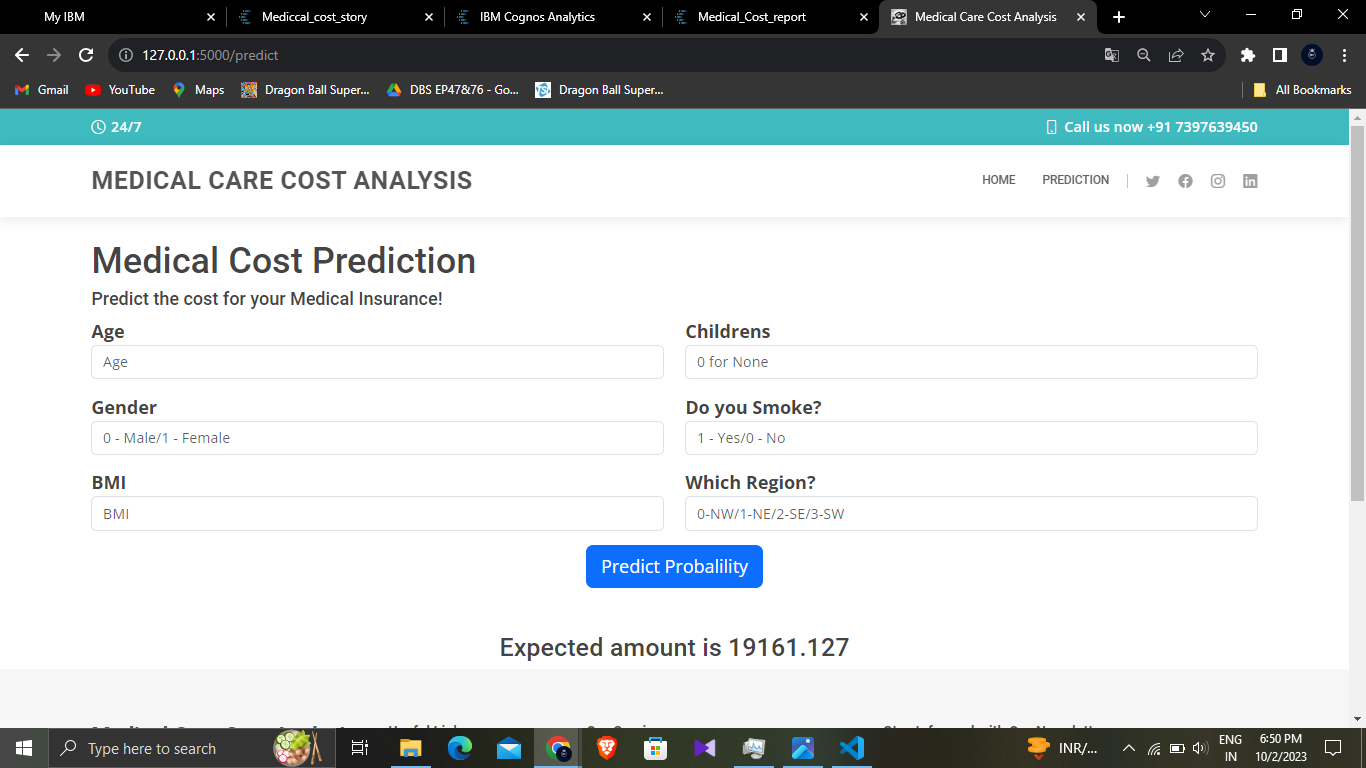 My IBM
Mediccal_cost_story
IBM Cognos Analytics
Medical_Cost_report
Medical Care Cost Analysis
127.0.0.1:5000/predict
Gmail
YouTube
Maps
Dragon Ball Super...
DBS EP47&76 - Go...
Dragon Ball Super...
All Bookmarks
24/7
Call us now +91 7397639450
MEDICAL CARE COST ANALYSIS
HOME
PREDICTION
Medical Cost Prediction
Predict the cost for your Medical Insurance!
Age
Childrens
Age
0 for None
Gender
Do you Smoke?
0 - Male/1 - Female
1 - Yes/0 - No
BMI
Which Region?
BMI
0-NW/1-NE/2-SE/3-SW
Predict Probalility
Expected amount is 19161.127
Type here to search
INR/...
ENG
IN
6:50 PM
10/2/2023